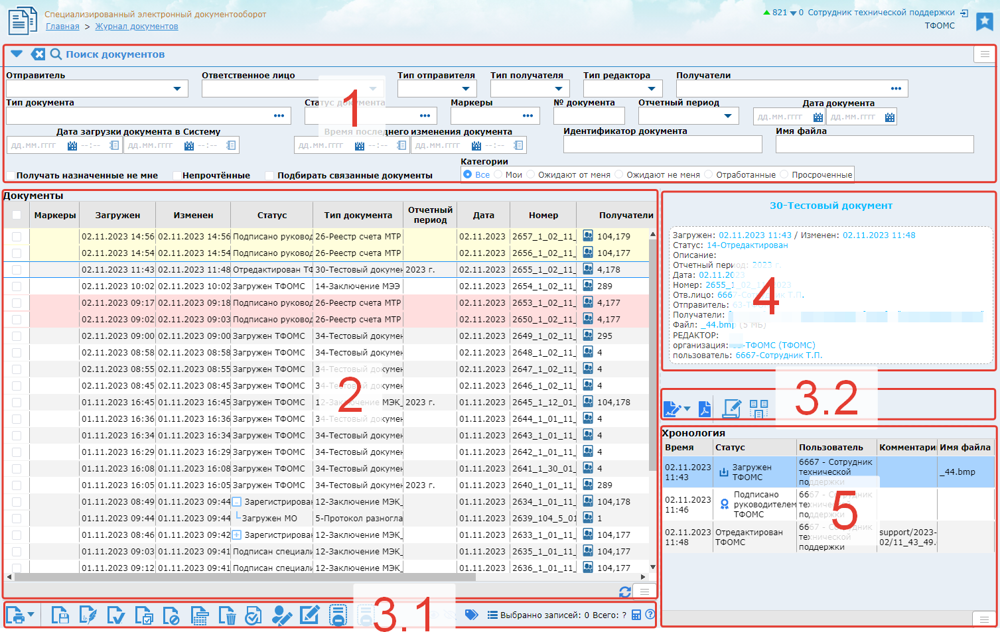 Специализированный электронный документооборот
Главная > Журнал документов
821 0 Сотрудник технической поддержки
ТФОМС
Поиск документов
Отправитель Ответственное лицо Тип отправителя Тип получателя Тип редактора Получатели
Тип документа Статус документа Маркеры № документа Отчетный период Дата документа
ДД.ММ.ГГГГ ДД.ММ.ГГГГ
Дата загрузки документа в Систему Время последнего изменения документа Идентификатор документа Имя файла
ДД.ММ.ГГГГ --:-- ДД.ММ.ГГГГ --:-- ДД.ММ.ГГГГ --:-- ДД.ММ.ГГГГ --:--
Категории
Получать назначенные не мне Непрочтённые Подбирать связанные документы Все Мои Ожидают от меня Ожидают не меня Отработанные Просроченные
1
Документы
Маркеры Загружен Изменен Статус Тип документа Отчетный период Дата Номер Получатели
02.11.2023 14:56 02.11.2023 14:56 Подписано руковод 26-Реестр счета МТР 02.11.2023 2657_1_02_11_ 104,179
02.11.2023 14:54 02.11.2023 14:54 Подписано руковод 26-Реестр счета МТР 02.11.2023 2656_1_02_11_ 104,177
02.11.2023 11:43 02.11.2023 11:48 Отредактирован ТФ 30-Тестовый докумен 2023 г. 02.11.2023 2655_1_02_11_ 4,178
02.11.2023 10:02 02.11.2023 10:02 Загружен ТФОМС 14-Заключение МЭЭ 02.11.2023 2654_1_02_11_ 289
02.11.2023 09:17 02.11.2023 09:18 Подписано руковод 26-Реестр счета МТР 02.11.2023 2653_1_02_11_ 4,177
02.11.2023 09:02 02.11.2023 09:03 Подписано руковод 26-Реестр счета МТР 02.11.2023 2650_1_02_11_ 4,177
02.11.2023 09:00 02.11.2023 09:00 Загружен ТФОМС 34-Тестовый докумен 02.11.2023 2649_1_02_11_ 295
02.11.2023 08:58 02.11.2023 08:58 Загружен ТФОМС 34-Тестовый докумен 02.11.2023 2648_1_02_11_ 4
02.11.2023 08:55 02.11.2023 08:55 Загружен ТФОМС 34-Тестовый докумен 02.11.2023 2647_1_02_11_ 4
02.11.2023 08:45 02.11.2023 08:45 Загружен ТФОМС 34-Тестовый докумен 02.11.2023 2646_1_02_11_ 4
01.11.2023 16:45 01.11.2023 16:45 Загружен ТФОМС 12-Заключение МЭК_ 2023 г. 01.11.2023 2645_1_12_01_ 104,178
01.11.2023 16:36 01.11.2023 16:36 Загружен ТФОМС 34-Тестовый докумен 01.11.2023 2644_1_01_11_ 4
01.11.2023 16:34 01.11.2023 16:34 Загружен ТФОМС 34-Тестовый докумен 01.11.2023 2643_1_01_11_ 4
01.11.2023 16:29 01.11.2023 16:29 Загружен ТФОМС 34-Тестовый докумен 01.11.2023 2642_1_01_11_ 4
01.11.2023 16:08 01.11.2023 16:08 Загружен ТФОМС 34-Тестовый докумен 01.11.2023 2641_1_30_01_ 4
01.11.2023 16:05 01.11.2023 16:05 Загружен ТФОМС 34-Тестовый докумен 2023 г. 01.11.2023 2640_1_01_11_ 289
01.11.2023 08:49 01.11.2023 09:44 Зарегистрирован 12-Заключение МЭК_ 01.11.2023 2634_1_01_11_ 104,178
01.11.2023 09:44 01.11.2023 09:44 Загружен МО 5-Протокол разногла 01.11.2023 2639_104_5_01 1
01.11.2023 08:46 01.11.2023 09:42 Зарегистрирован 12-Заключение МЭК_ 01.11.2023 2633_1_01_11_ 104,177
01.11.2023 09:03 01.11.2023 09:41 Подписан специали 12-Заключение МЭК_ 01.11.2023 2635_1_01_11_ 104,177
01.11.2023 09:12 01.11.2023 09:41 Подписан специали 12-Заключение МЭК_ 01.11.2023 2636_1_01_11_ 104,177
2
3.1
Выбранно записей: 0 Всего: ?
30-Тестовый документ
Загружен: 02.11.2023 11:43 / Изменен: 02.11.2023 11:48
Статус: 14-Отредактирован
Описание:
Отчетный период: 2023 г.
Дата: 02.11.2023
Номер: 2655_1_02_11_2023
Отв.лицо: 6667-Сотрудник Т.П.
Отправитель: 63-ТФОМС
Получатели:
Файл: _44.bmp (5 МБ)
РЕДАКТОР:
организация: ТФОМС (ТФОМС)
пользователь: 6667-Сотрудник Т.П.
4
3.2
Хронология
Время Статус Пользователь Комментари Имя файла
02.11.2023 11:43 Загружен ТФОМС 6667 - Сотрудник технической поддержки _44.bmp
02.11.2023 11:46 Подписано руководителем ТФОМС 6667 - Сотрудник технической поддержки
02.11.2023 11:48 Отредактирован ТФОМС 6667 - Сотрудник технической поддержки support/2023- 02/11_43_49.
5